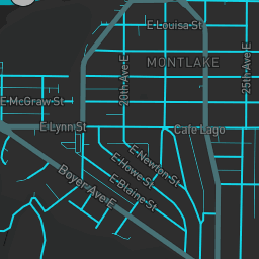 E Louisa St
MONTLAKE
20th Ave E
25th Ave E
E McGraw St
E Lynn St
Cafe Lago
E Newton St
E Howe St
E Blaine St
Boyer Ave E